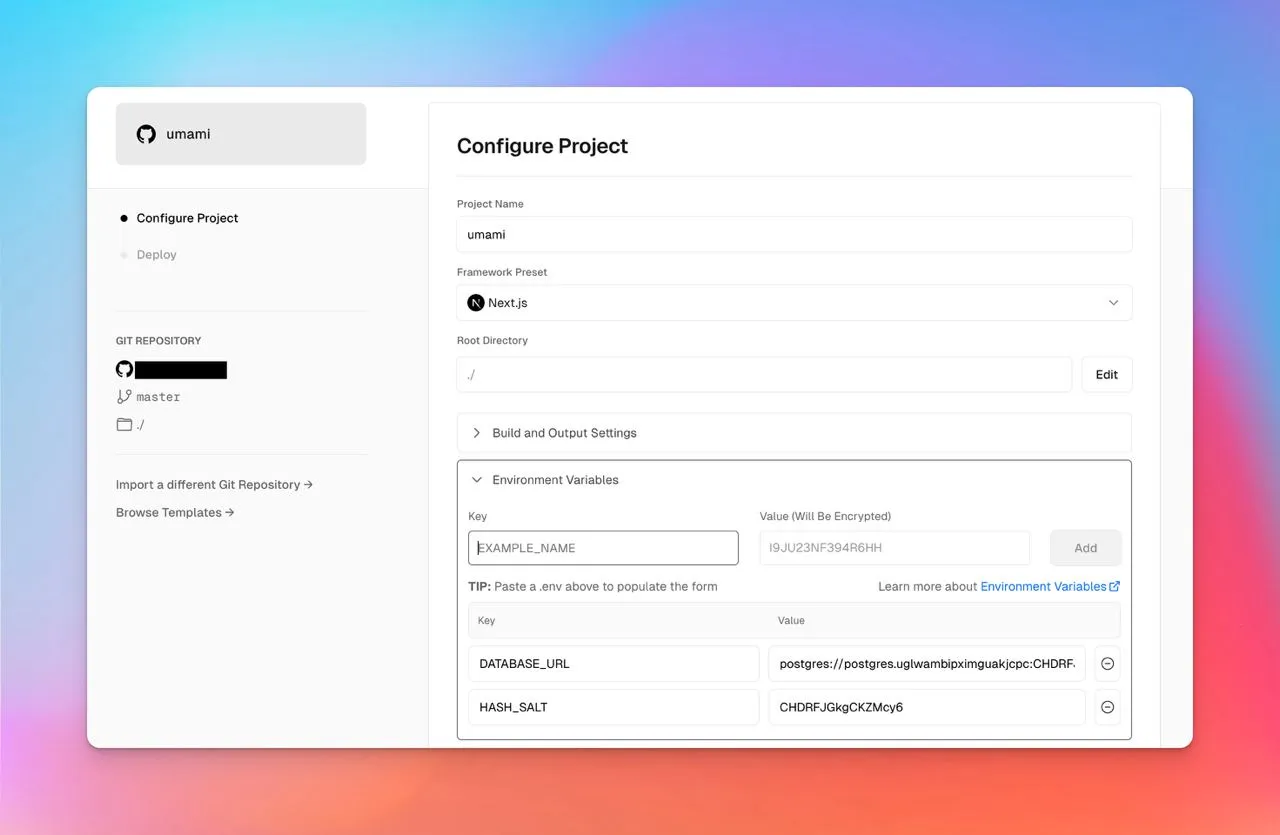 umami
Configure Project
Deploy
GIT REPOSITORY
master
./
Import a different Git Repository →
Browse Templates →
Configure Project
Project Name
umami
Framework Preset
N Next.js
Root Directory
./ Edit
Build and Output Settings
Environment Variables
Key Value (Will Be Encrypted)
EXAMPLE_NAME I9JU23NF394R6HH Add
TIP: Paste a .env above to populate the form Learn more about Environment Variables
Key Value
DATABASE_URL postgres://postgres.uglwambipximguakjcpc:CHDRF
HASH_SALT CHDRFJGkgCKZMcy6